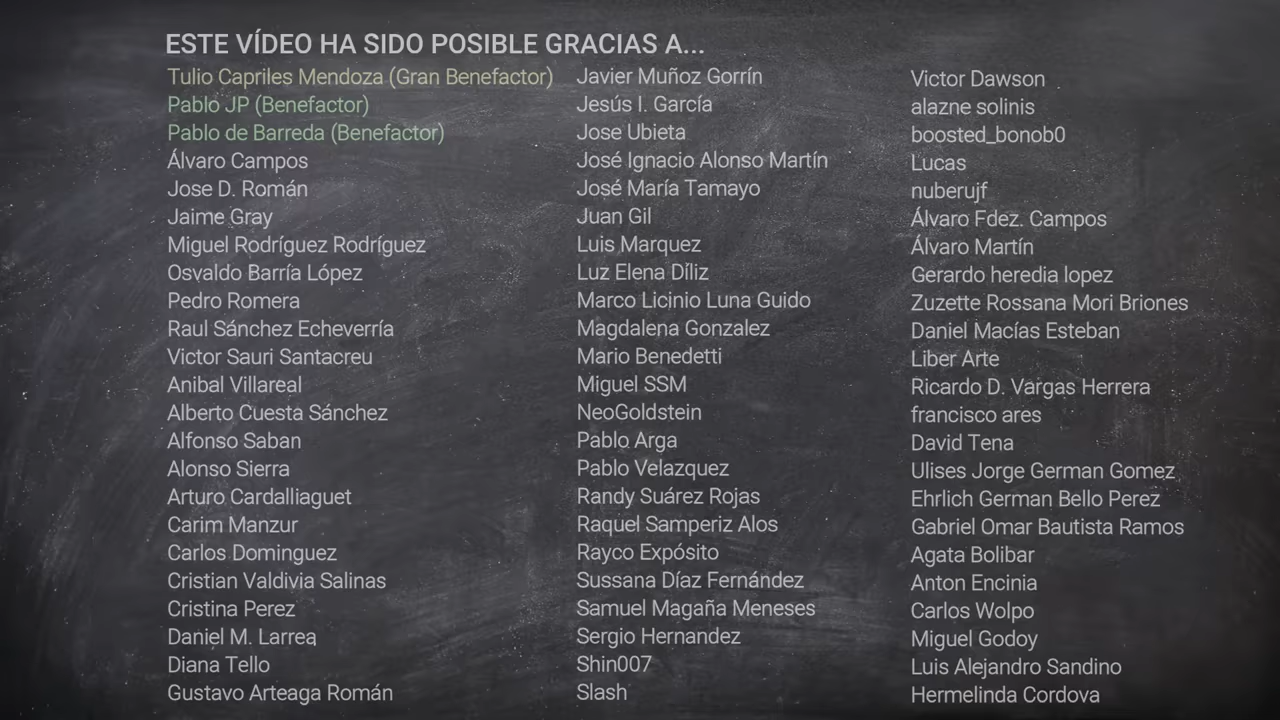 ESTE VÍDEO HA SIDO POSIBLE GRACIAS A...
Tulio Capriles Mendoza (Gran Benefactor)
Pablo JP (Benefactor)
Pablo de Barreda (Benefactor)
Álvaro Campos
Jose D. Román
Jaime Gray
Miguel Rodríguez Rodríguez
Osvaldo Barría López
Pedro Romera
Raul Sánchez Echeverría
Victor Sauri Santacreu
Anibal Villareal
Alberto Cuesta Sánchez
Alfonso Saban
Alonso Sierra
Arturo Cardalliaguet
Carim Manzur
Carlos Dominguez
Cristian Valdivia Salinas
Cristina Perez
Daniel M. Larrea
Diana Tello
Gustavo Arteaga Román
Javier Muñoz Gorrín
Jesús I. García
Jose Ubieta
José Ignacio Alonso Martín
José María Tamayo
Juan Gil
Luis Marquez
Luz Elena Díliz
Marco Licinio Luna Guido
Magdalena Gonzalez
Mario Benedetti
Miguel SSM
NeoGoldstein
Pablo Arga
Pablo Velazquez
Randy Suárez Rojas
Raquel Samperiz Alos
Rayco Expósito
Sussana Díaz Fernández
Samuel Magaña Meneses
Sergio Hernandez
Shin007
Slash
Victor Dawson
alazne solinis
boosted_bonob0
Lucas
nuberujf
Álvaro Fdez. Campos
Álvaro Martín
Gerardo heredia lopez
Zuzette Rossana Mori Briones
Daniel Macías Esteban
Liber Arte
Ricardo D. Vargas Herrera
francisco ares
David Tena
Ulises Jorge German Gomez
Ehrlich German Bello Perez
Gabriel Omar Bautista Ramos
Agata Bolibar
Anton Encinia
Carlos Wolpo
Miguel Godoy
Luis Alejandro Sandino
Hermelinda Cordova